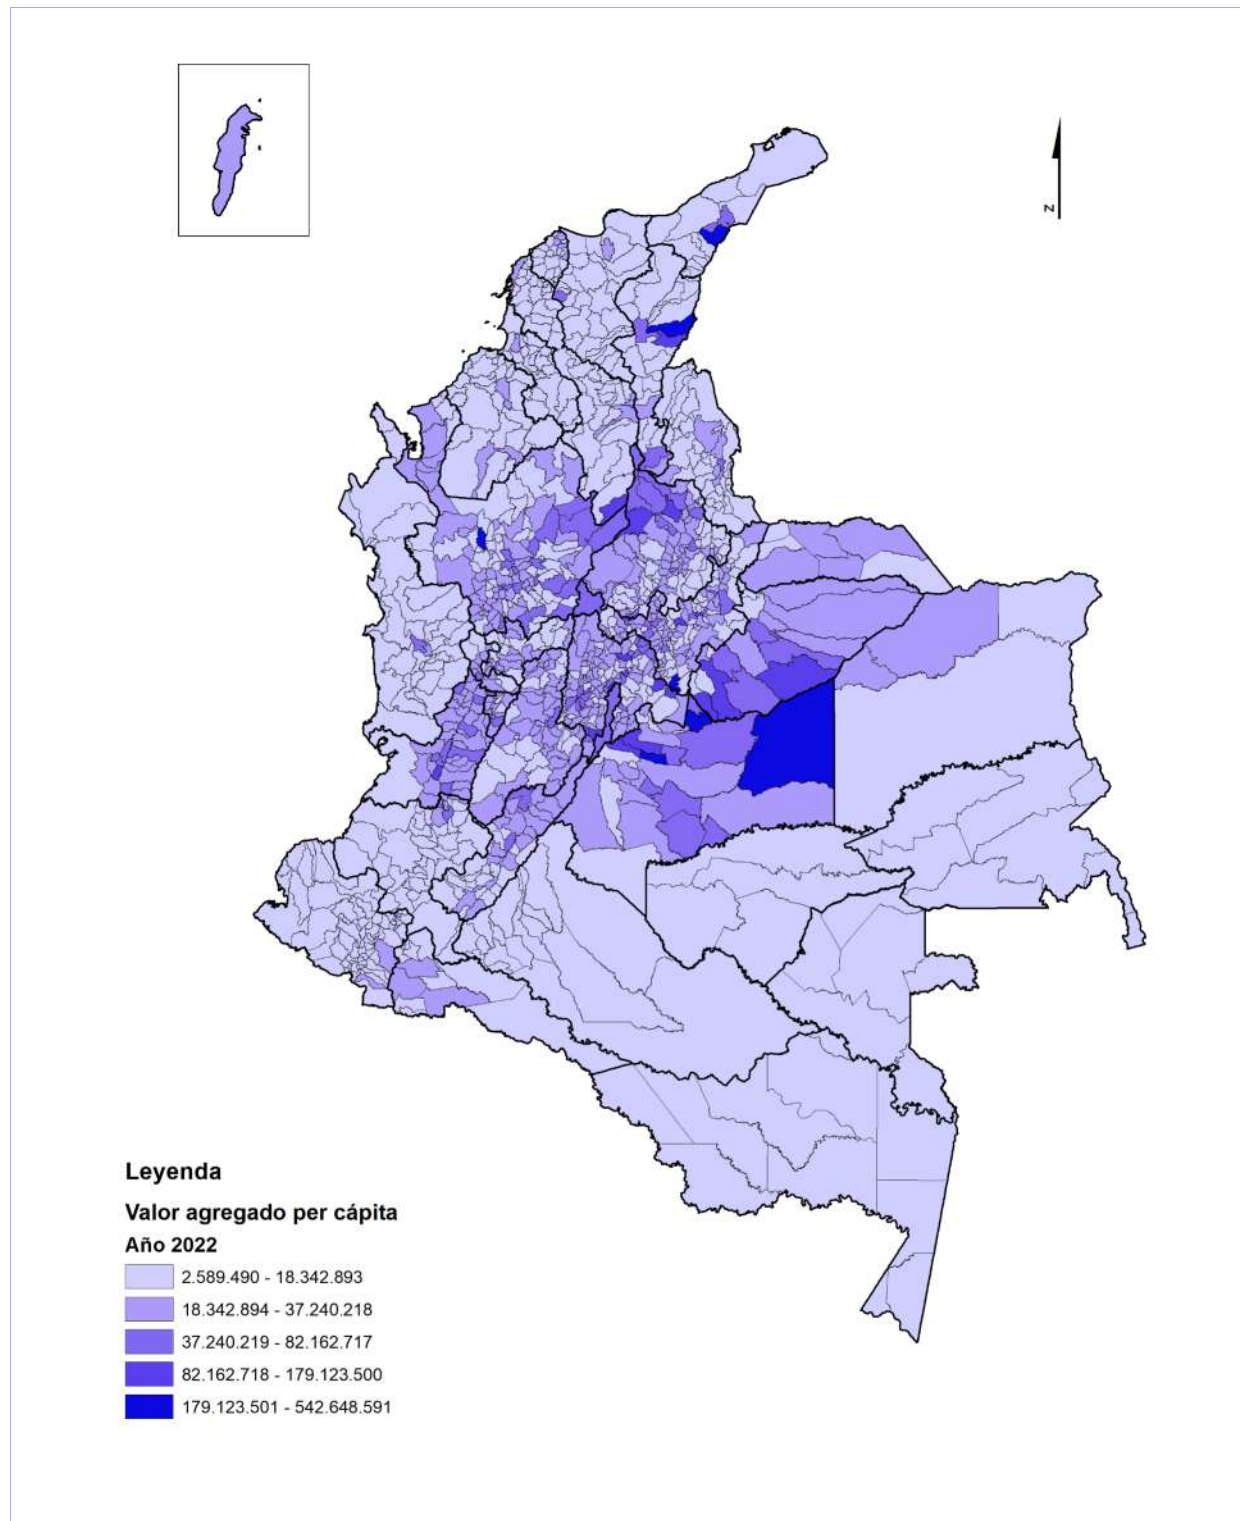 N
Leyenda
Valor agregado per cápita
Año 2022
2.589.490 - 18.342.893
18.342.894 - 37.240.218
37.240.219 - 82.162.717
82.162.718 - 179.123.500
179.123.501 - 542.648.591